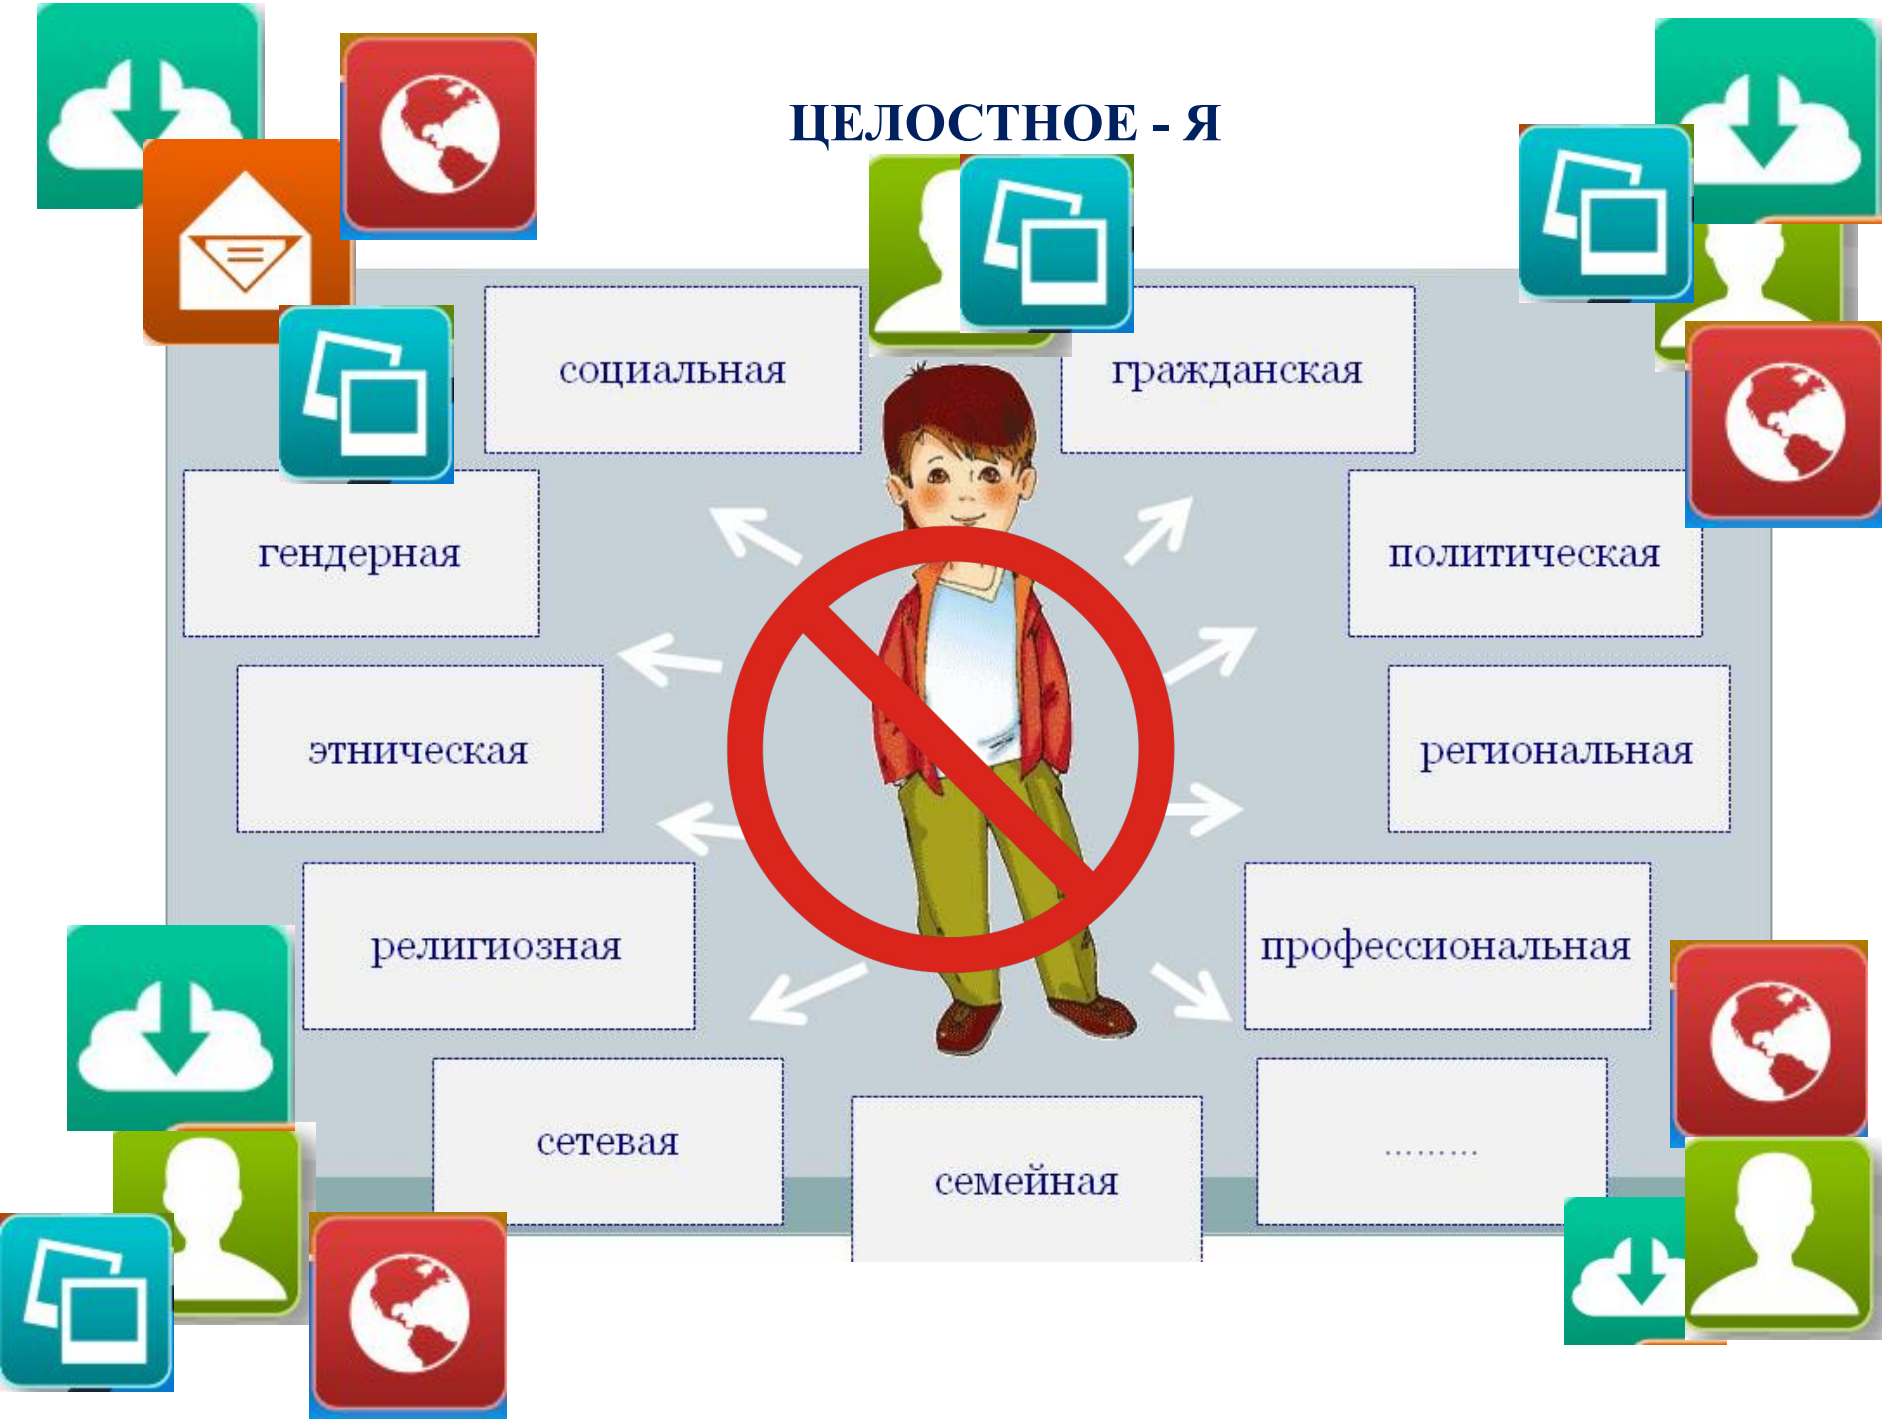 ЦЕЛОСТНОЕ - Я
социальная
гражданская
гендерная
политическая
этническая
региональная
религиозная
профессиональная
сетевая
семейная
………